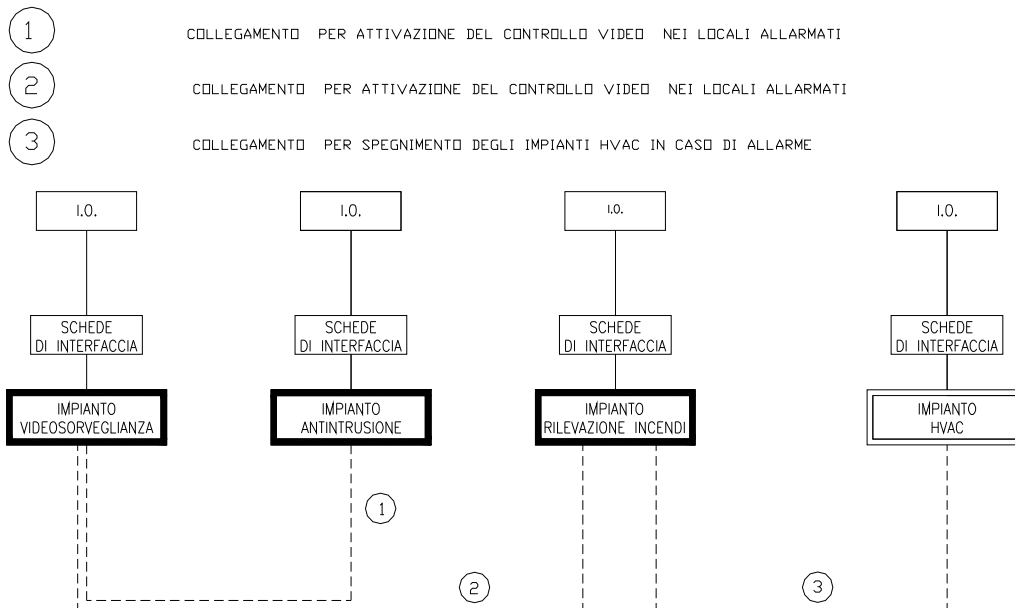 1 COLLEGAMENTO PER ATTIVAZIONE DEL CONTROLLO VIDEO NEI LOCALI ALLARMATI
2 COLLEGAMENTO PER ATTIVAZIONE DEL CONTROLLO VIDEO NEI LOCALI ALLARMATI
3 COLLEGAMENTO PER SPEGNIMENTO DEGLI IMPIANTI HVAC IN CASO DI ALLARME
I.O.
I.O.
I.O.
I.O.
SCHEDE
DI INTERFACCIA
SCHEDE
DI INTERFACCIA
SCHEDE
DI INTERFACCIA
SCHEDE
DI INTERFACCIA
IMPIANTO
VIDEOSORVEGLIANZA
IMPIANTO
ANTINTRUSIONE
IMPIANTO
RILEVAZIONE INCENDI
IMPIANTO
HVAC
1
2
3